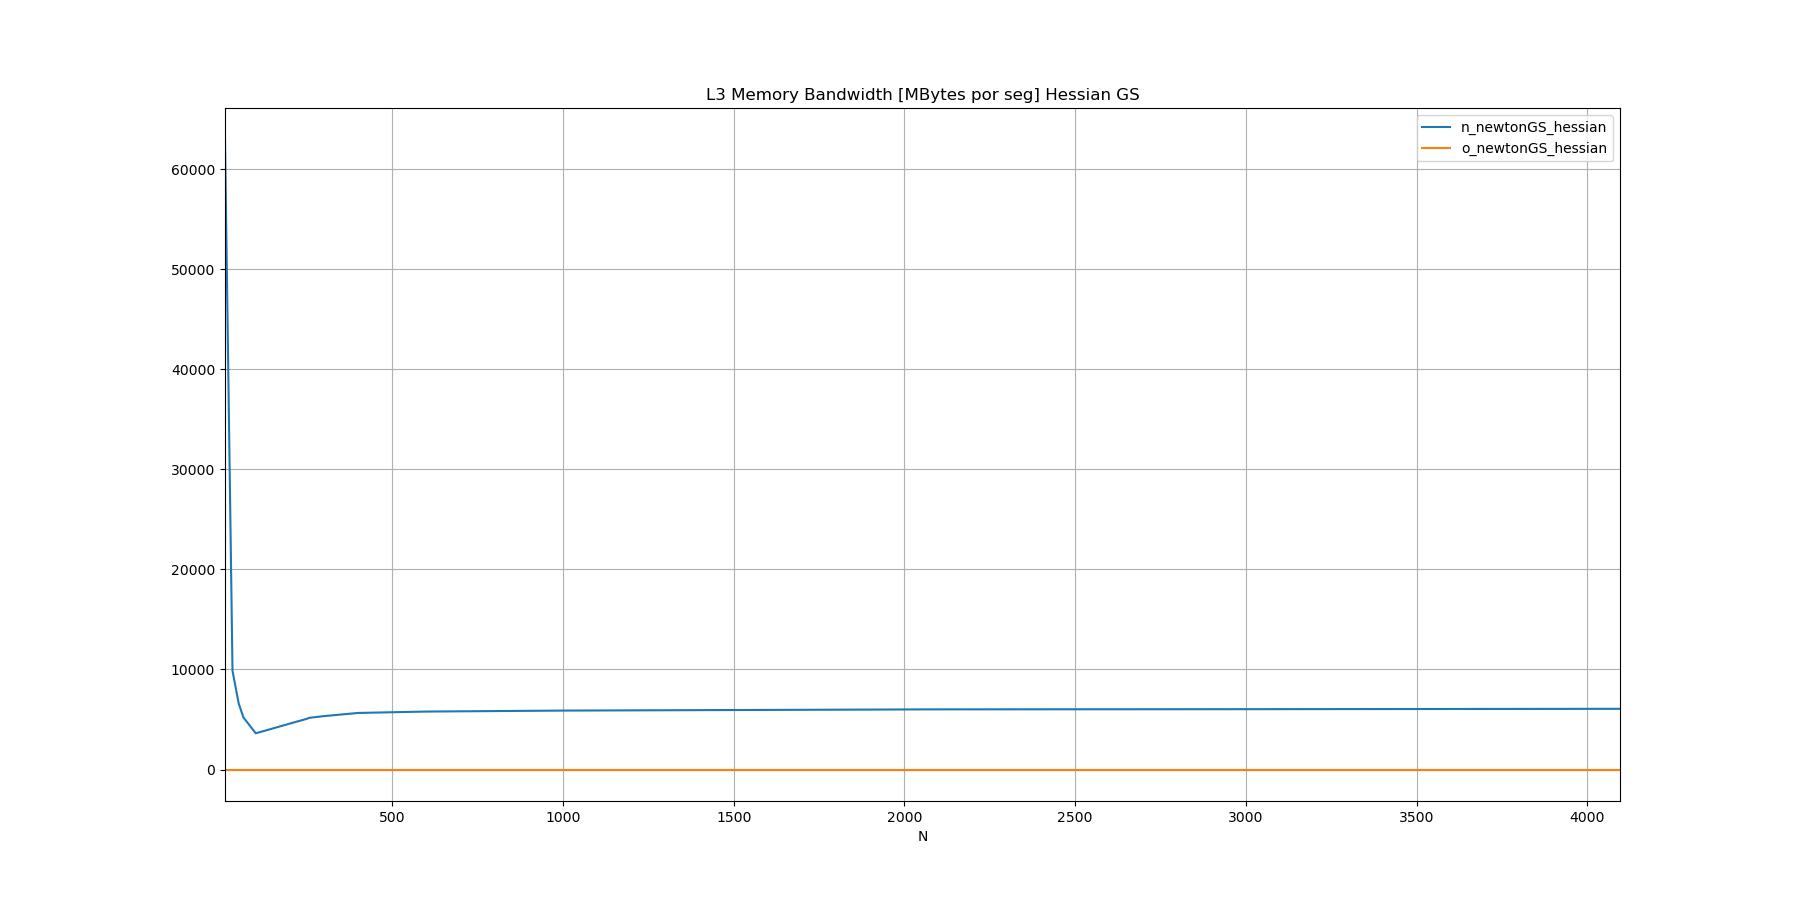 L3 Memory Bandwidth [MBytes por seg] Hessian GS
n_newtonGS_hessian
o_newtonGS_hessian
60000
50000
40000
30000
20000
10000
0
500 1000 1500 2000 2500 3000 3500 4000
N